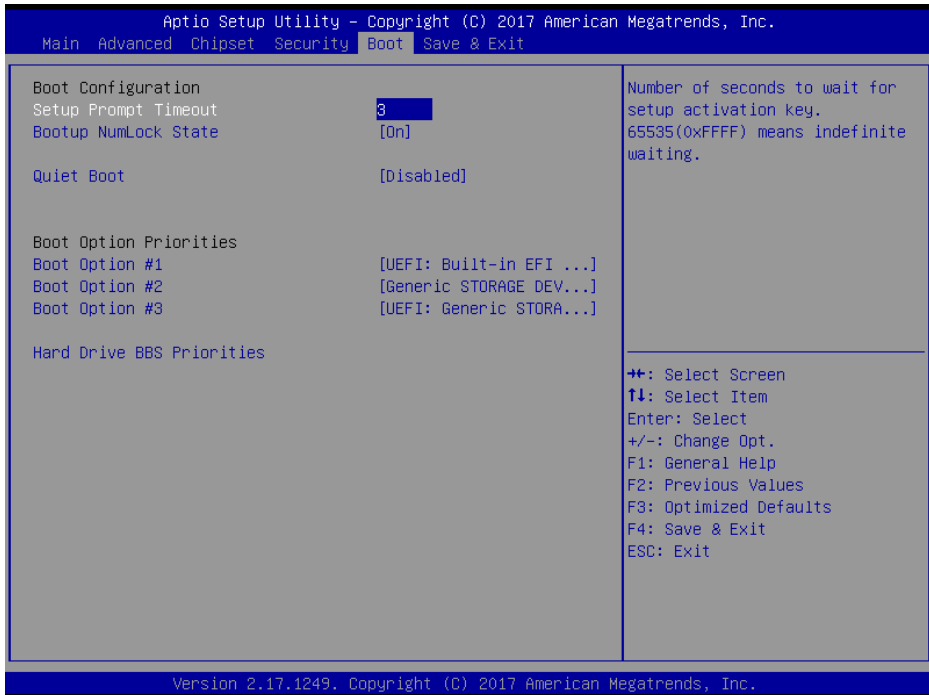 Aptio Setup Utility – Copyright (C) 2017 American Megatrends, Inc.
Main Advanced Chipset Security Boot Save & Exit
Boot Configuration
Setup Prompt Timeout 3
Bootup NumLock State [On]
Quiet Boot [Disabled]
Boot Option Priorities
Boot Option #1 [UEFI: Built-in EFI ...]
Boot Option #2 [Generic STORAGE DEV...]
Boot Option #3 [UEFI: Generic STORA...]
Hard Drive BBS Priorities
Number of seconds to wait for
setup activation key.
65535(0xFFFF) means indefinite
waiting.
→←: Select Screen
↑↓: Select Item
Enter: Select
+/-: Change Opt.
F1: General Help
F2: Previous Values
F3: Optimized Defaults
F4: Save & Exit
ESC: Exit
Version 2.17.1249. Copyright (C) 2017 American Megatrends, Inc.